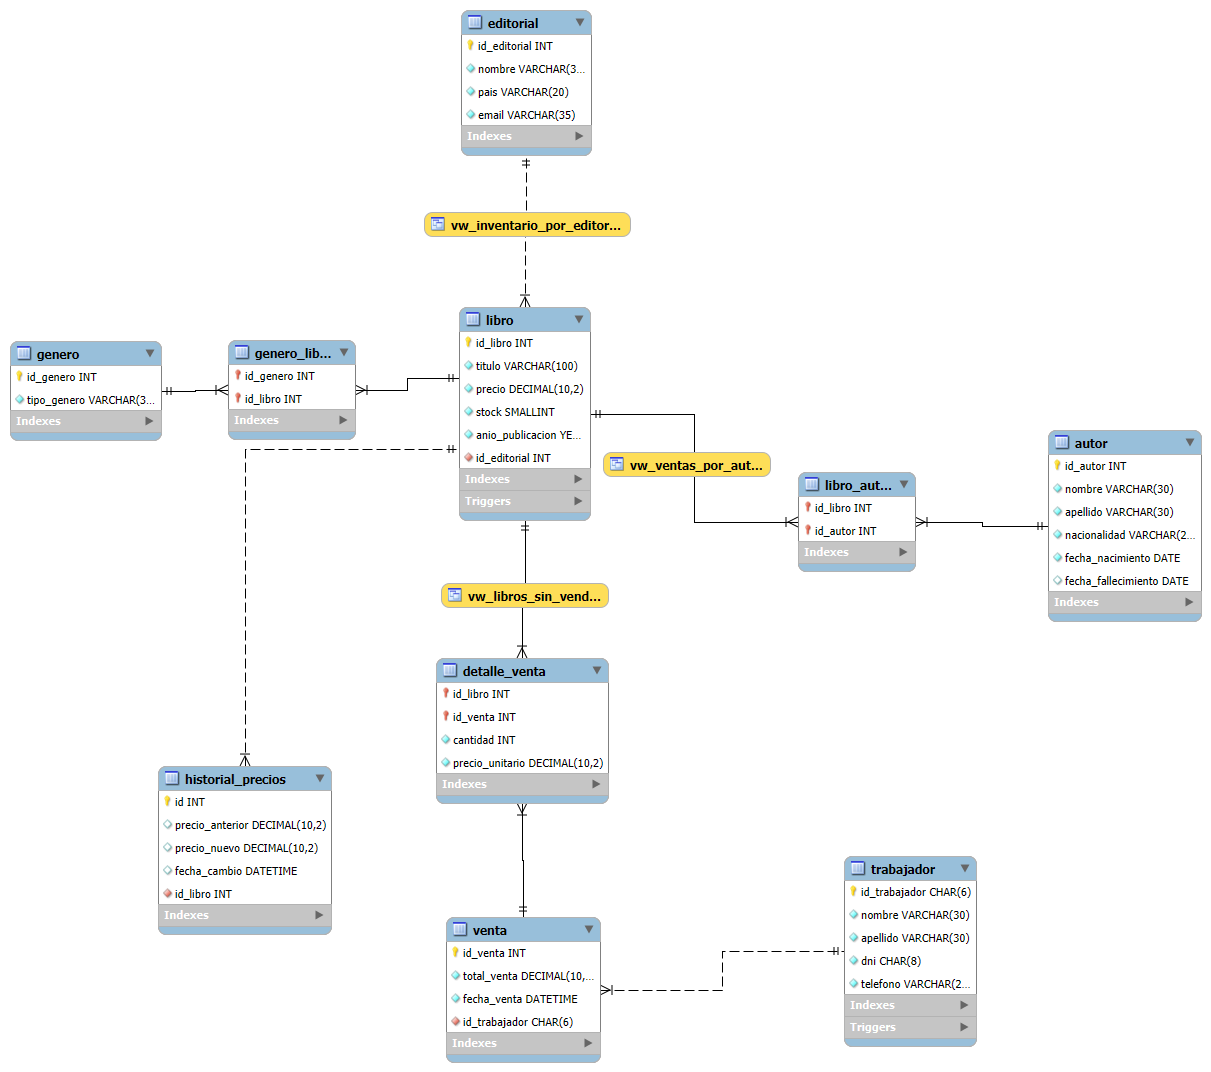 editorial
id_editorial INT
nombre VARCHAR(3...
pais VARCHAR(20)
email VARCHAR(35)
Indexes
vw_inventario_por_editor...
libro
id_libro INT
titulo VARCHAR(100)
precio DECIMAL(10,2)
stock SMALLINT
anio_publicacion YE...
id_editorial INT
Indexes
Triggers
genero
id_genero INT
tipo_genero VARCHAR(3...
Indexes
genero_lib...
id_genero INT
id_libro INT
Indexes
vw_ventas_por_aut...
libro_aut...
id_libro INT
id_autor INT
Indexes
autor
id_autor INT
nombre VARCHAR(30)
apellido VARCHAR(30)
nacionalidad VARCHAR(2...
fecha_nacimiento DATE
fecha_fallecimiento DATE
Indexes
vw_libros_sin_vend...
detalle_venta
id_libro INT
id_venta INT
cantidad INT
precio_unitario DECIMAL(10,2)
Indexes
historial_precios
id INT
precio_anterior DECIMAL(10,2)
precio_nuevo DECIMAL(10,2)
fecha_cambio DATETIME
id_libro INT
Indexes
venta
id_venta INT
total_venta DECIMAL(10,...
fecha_venta DATETIME
id_trabajador CHAR(6)
Indexes
trabajador
id_trabajador CHAR(6)
nombre VARCHAR(30)
apellido VARCHAR(30)
dni CHAR(8)
telefono VARCHAR(2...
Indexes
Triggers